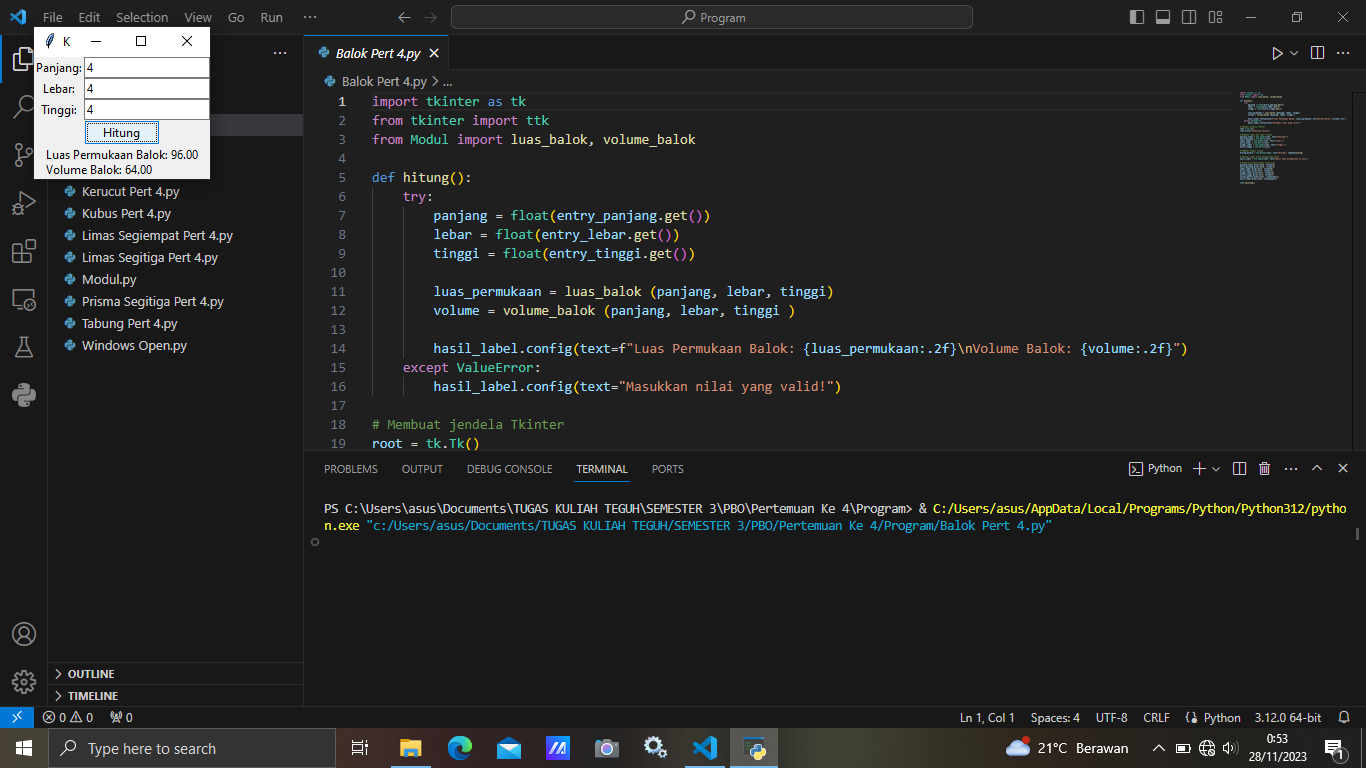 File Edit Selection View Go Run ···
Program
K
Panjang: 4
Lebar: 4
Tinggi: 4
Hitung
Luas Permukaan Balok: 96.00
Volume Balok: 64.00
Kerucut Pert 4.py
Kubus Pert 4.py
Limas Segiempat Pert 4.py
Limas Segitiga Pert 4.py
Modul.py
Prisma Segitiga Pert 4.py
Tabung Pert 4.py
Windows Open.py
OUTLINE
TIMELINE
Balok Pert 4.py
Balok Pert 4.py > ...
1 import tkinter as tk
2 from tkinter import ttk
3 from Modul import luas_balok, volume_balok
4
5 def hitung():
6 try:
7 panjang = float(entry_panjang.get())
8 lebar = float(entry_lebar.get())
9 tinggi = float(entry_tinggi.get())
10
11 luas_permukaan = luas_balok (panjang, lebar, tinggi)
12 volume = volume_balok (panjang, lebar, tinggi )
13
14 hasil_label.config(text=f"Luas Permukaan Balok: {luas_permukaan:.2f}\nVolume Balok: {volume:.2f}")
15 except ValueError:
16 hasil_label.config(text="Masukkan nilai yang valid!")
17
18 # Membuat jendela Tkinter
19 root = tk.Tk()
PROBLEMS OUTPUT DEBUG CONSOLE TERMINAL PORTS
Python
PS C:\Users\asus\Documents\TUGAS KULIAH TEGUH\SEMESTER 3\PBO\Pertemuan Ke 4\Program> & C:/Users/asus/AppData/Local/Programs/Python/Python312/pytho
n.exe "c:/Users/asus/Documents/TUGAS KULIAH TEGUH/SEMESTER 3/PBO/Pertemuan Ke 4/Program/Balok Pert 4.py"
0 0 0
Ln 1, Col 1 Spaces: 4 UTF-8 CRLF Python 3.12.0 64-bit
Type here to search
21°C Berawan
0:53
28/11/2023
1